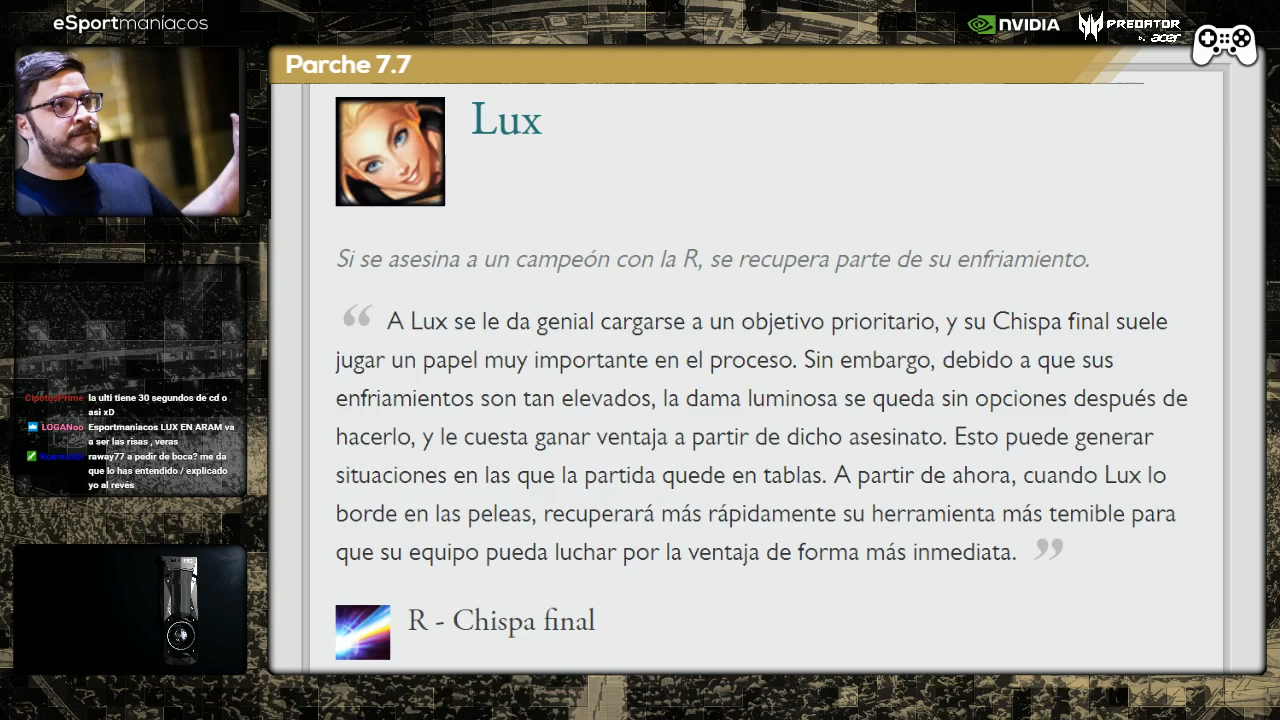 eSportmaníacos
NVIDIA
PREDATOR
acer
Parche 7.7
Lux
Si se asesina a un campeón con la R, se recupera parte de su enfriamiento.
“ A Lux se le da genial cargarse a un objetivo prioritario, y su Chispa final suele
jugar un papel muy importante en el proceso. Sin embargo, debido a que sus
enfriamientos son tan elevados, la dama luminosa se queda sin opciones después de
hacerlo, y le cuesta ganar ventaja a partir de dicho asesinato. Esto puede generar
situaciones en las que la partida quede en tablas. A partir de ahora, cuando Lux lo
borde en las peleas, recuperará más rápidamente su herramienta más temible para
que su equipo pueda luchar por la ventaja de forma más inmediata. ”
R - Chispa final
CipotusPrime la ulti tiene 30 segundos de cd o
asi xD
LOGANoo Esportmaniacos LUX EN ARAM va
a ser las risas , veras
raway77 a pedir de boca? me da
que lo has entendido / explicado
yo al revés